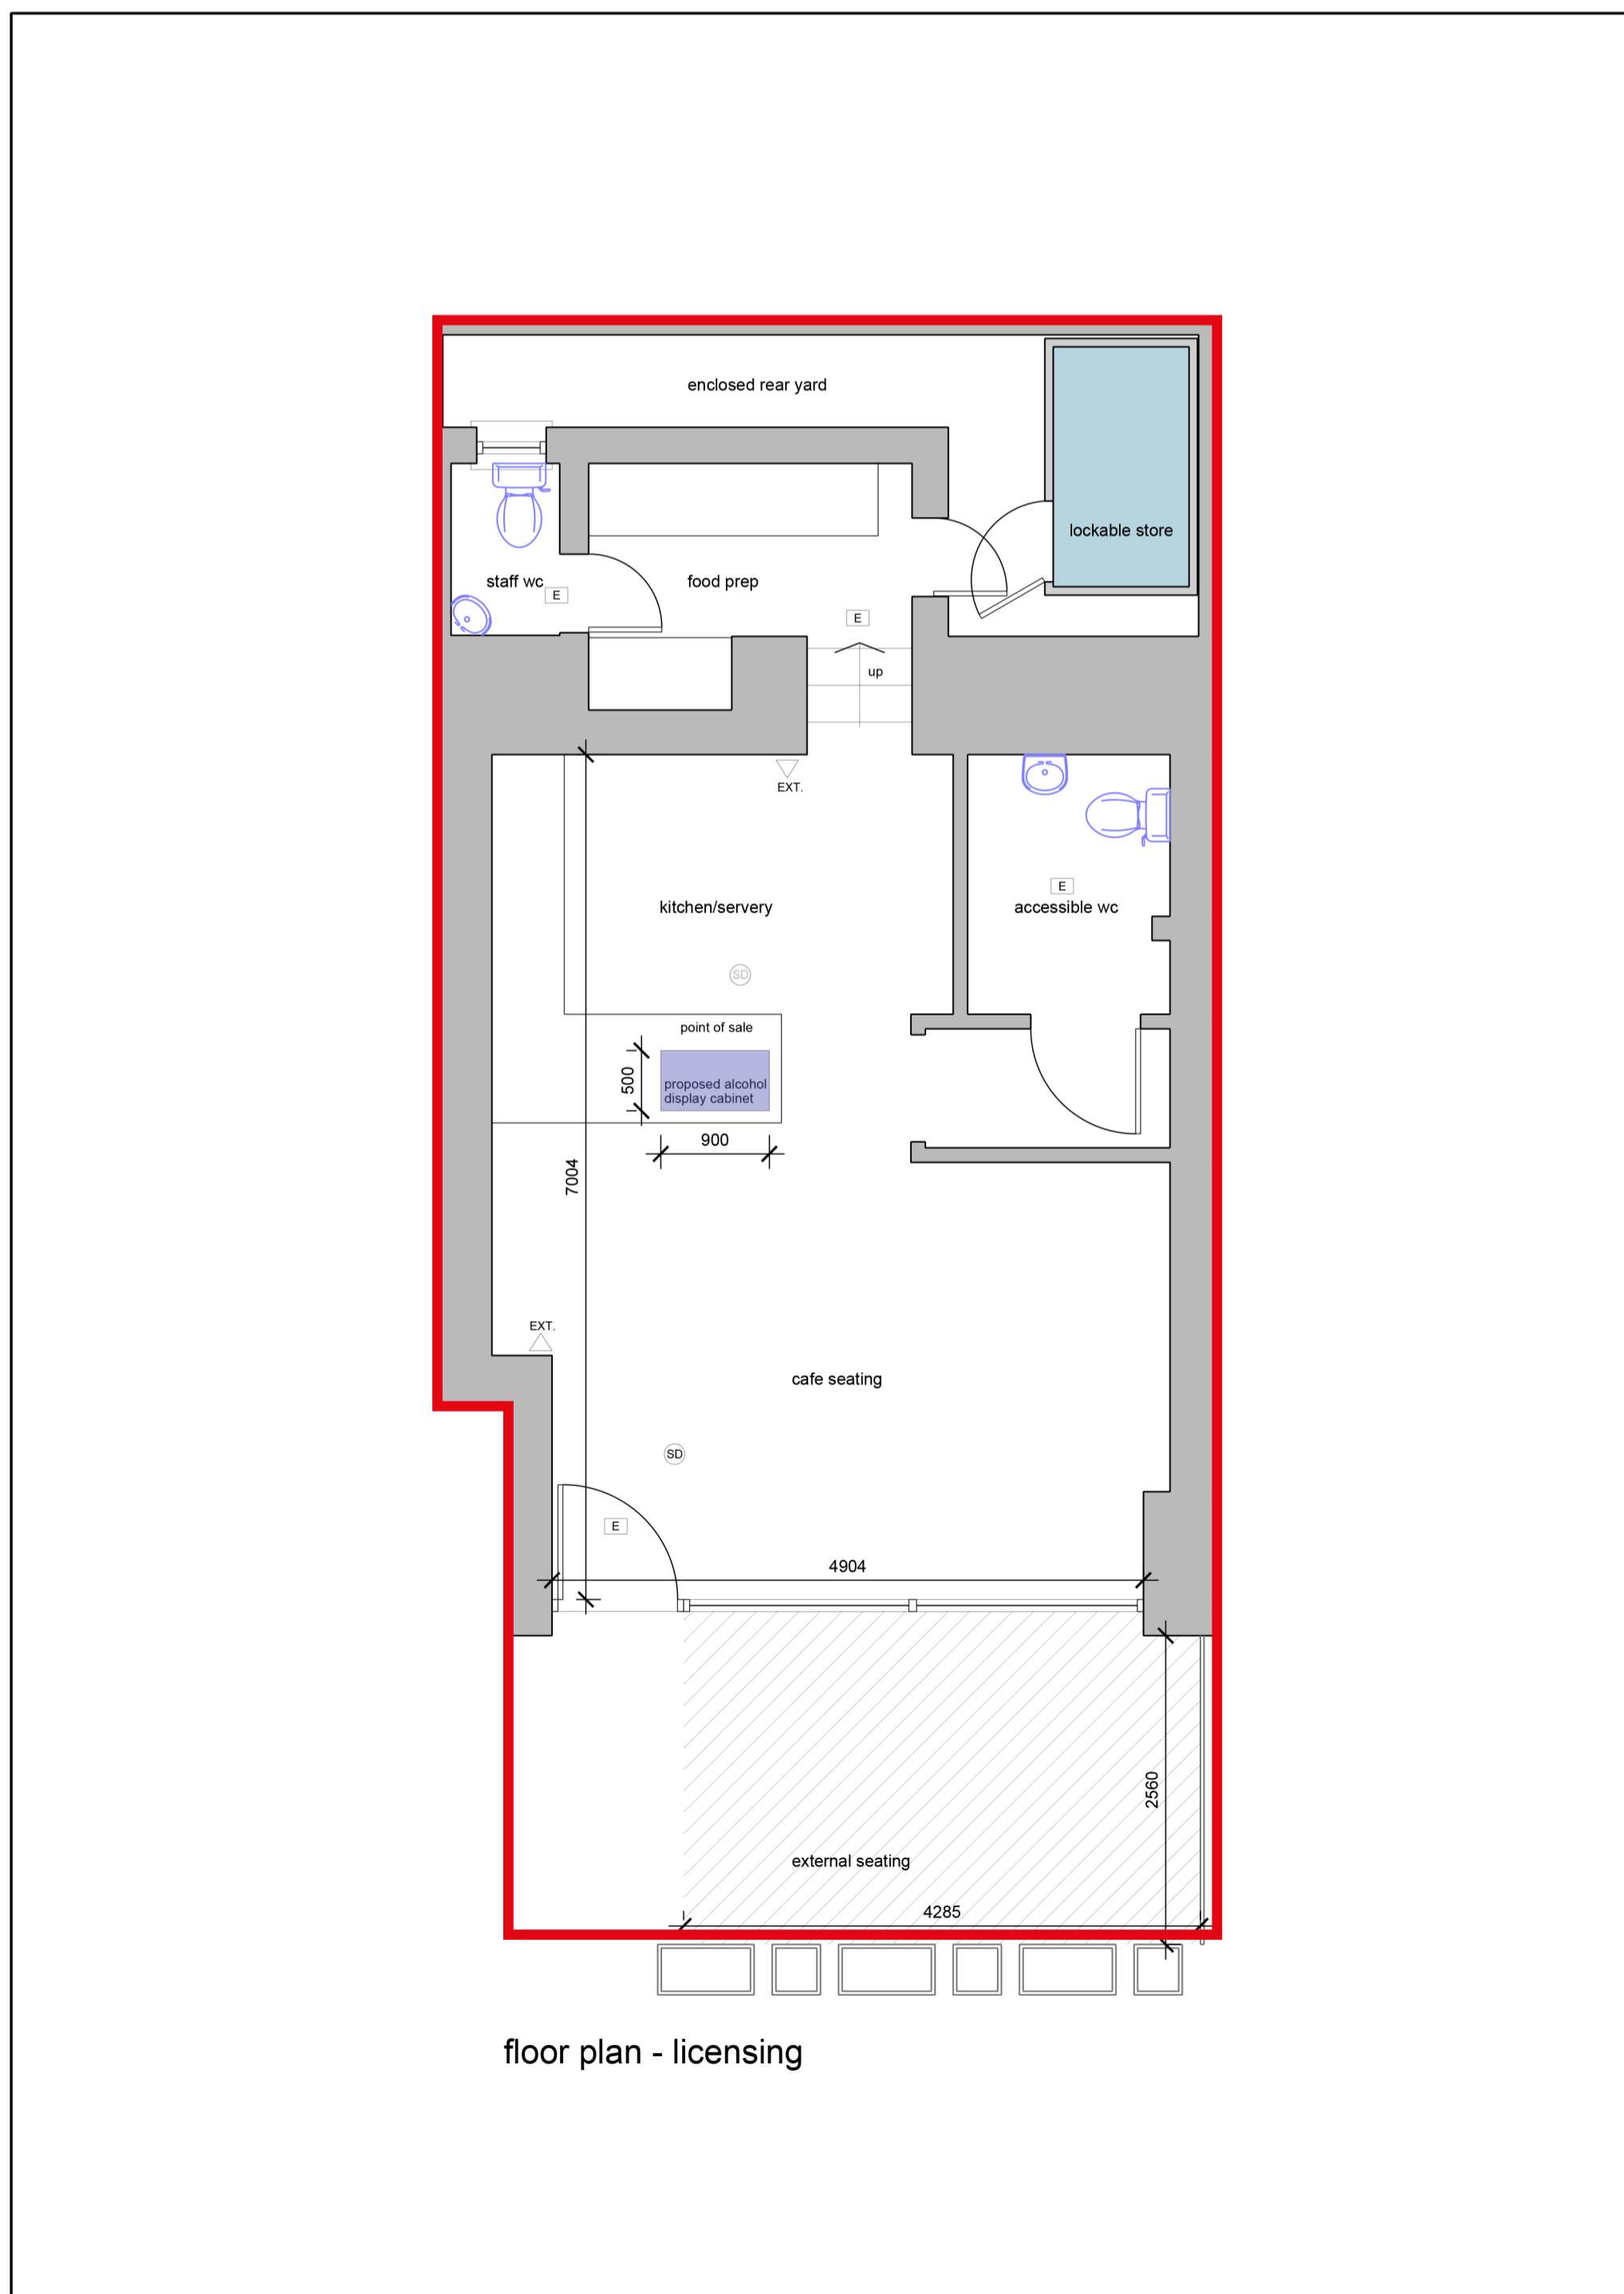 enclosed rear yard
lockable store
staff wc
E
food prep
E
up
EXT.
kitchen/servery
E
accessible wc
SD
point of sale
500
proposed alcohol
display cabinet
900
7004
EXT.
cafe seating
SD
E
4904
2560
external seating
4285
floor plan - licensing